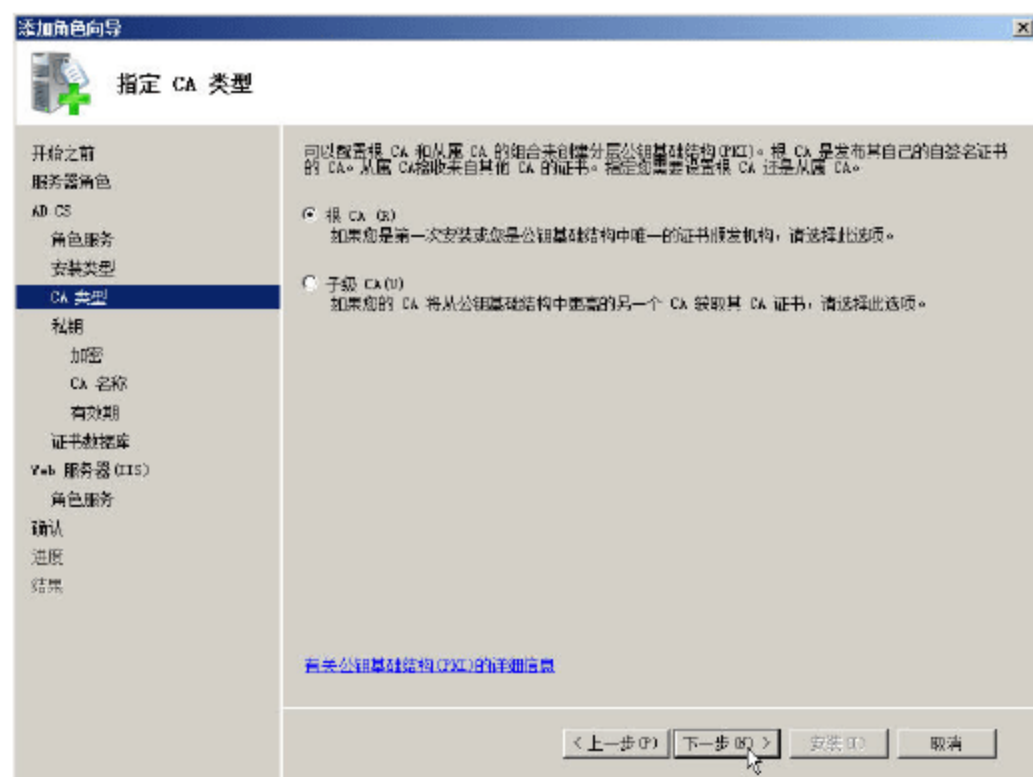 添加角色向导
指定 CA 类型
开始之前
服务器角色
AD CS
角色服务
安装类型
CA 类型
私钥
加密
CA 名称
有效期
证书数据库
Web 服务器(IIS)
角色服务
确认
进度
结果
可以配置根 CA 和从属 CA 的组合来创建分层公钥基础结构(PKI)。根 CA 是发布其自己的自签名证书
的 CA。从属 CA接收来自其他 CA 的证书。指定您需要设置根 CA 还是从属 CA。
根 CA (R)
如果您是第一次安装或您是公钥基础结构中唯一的证书颁发机构，请选择此选项。
子级 CA(U)
如果您的 CA 将从公钥基础结构中更高的另一个 CA 获取其 CA 证书，请选择此选项。
有关公钥基础结构(PKI)的详细信息
<上一步(P) 下一步(N) > 安装(I) 取消